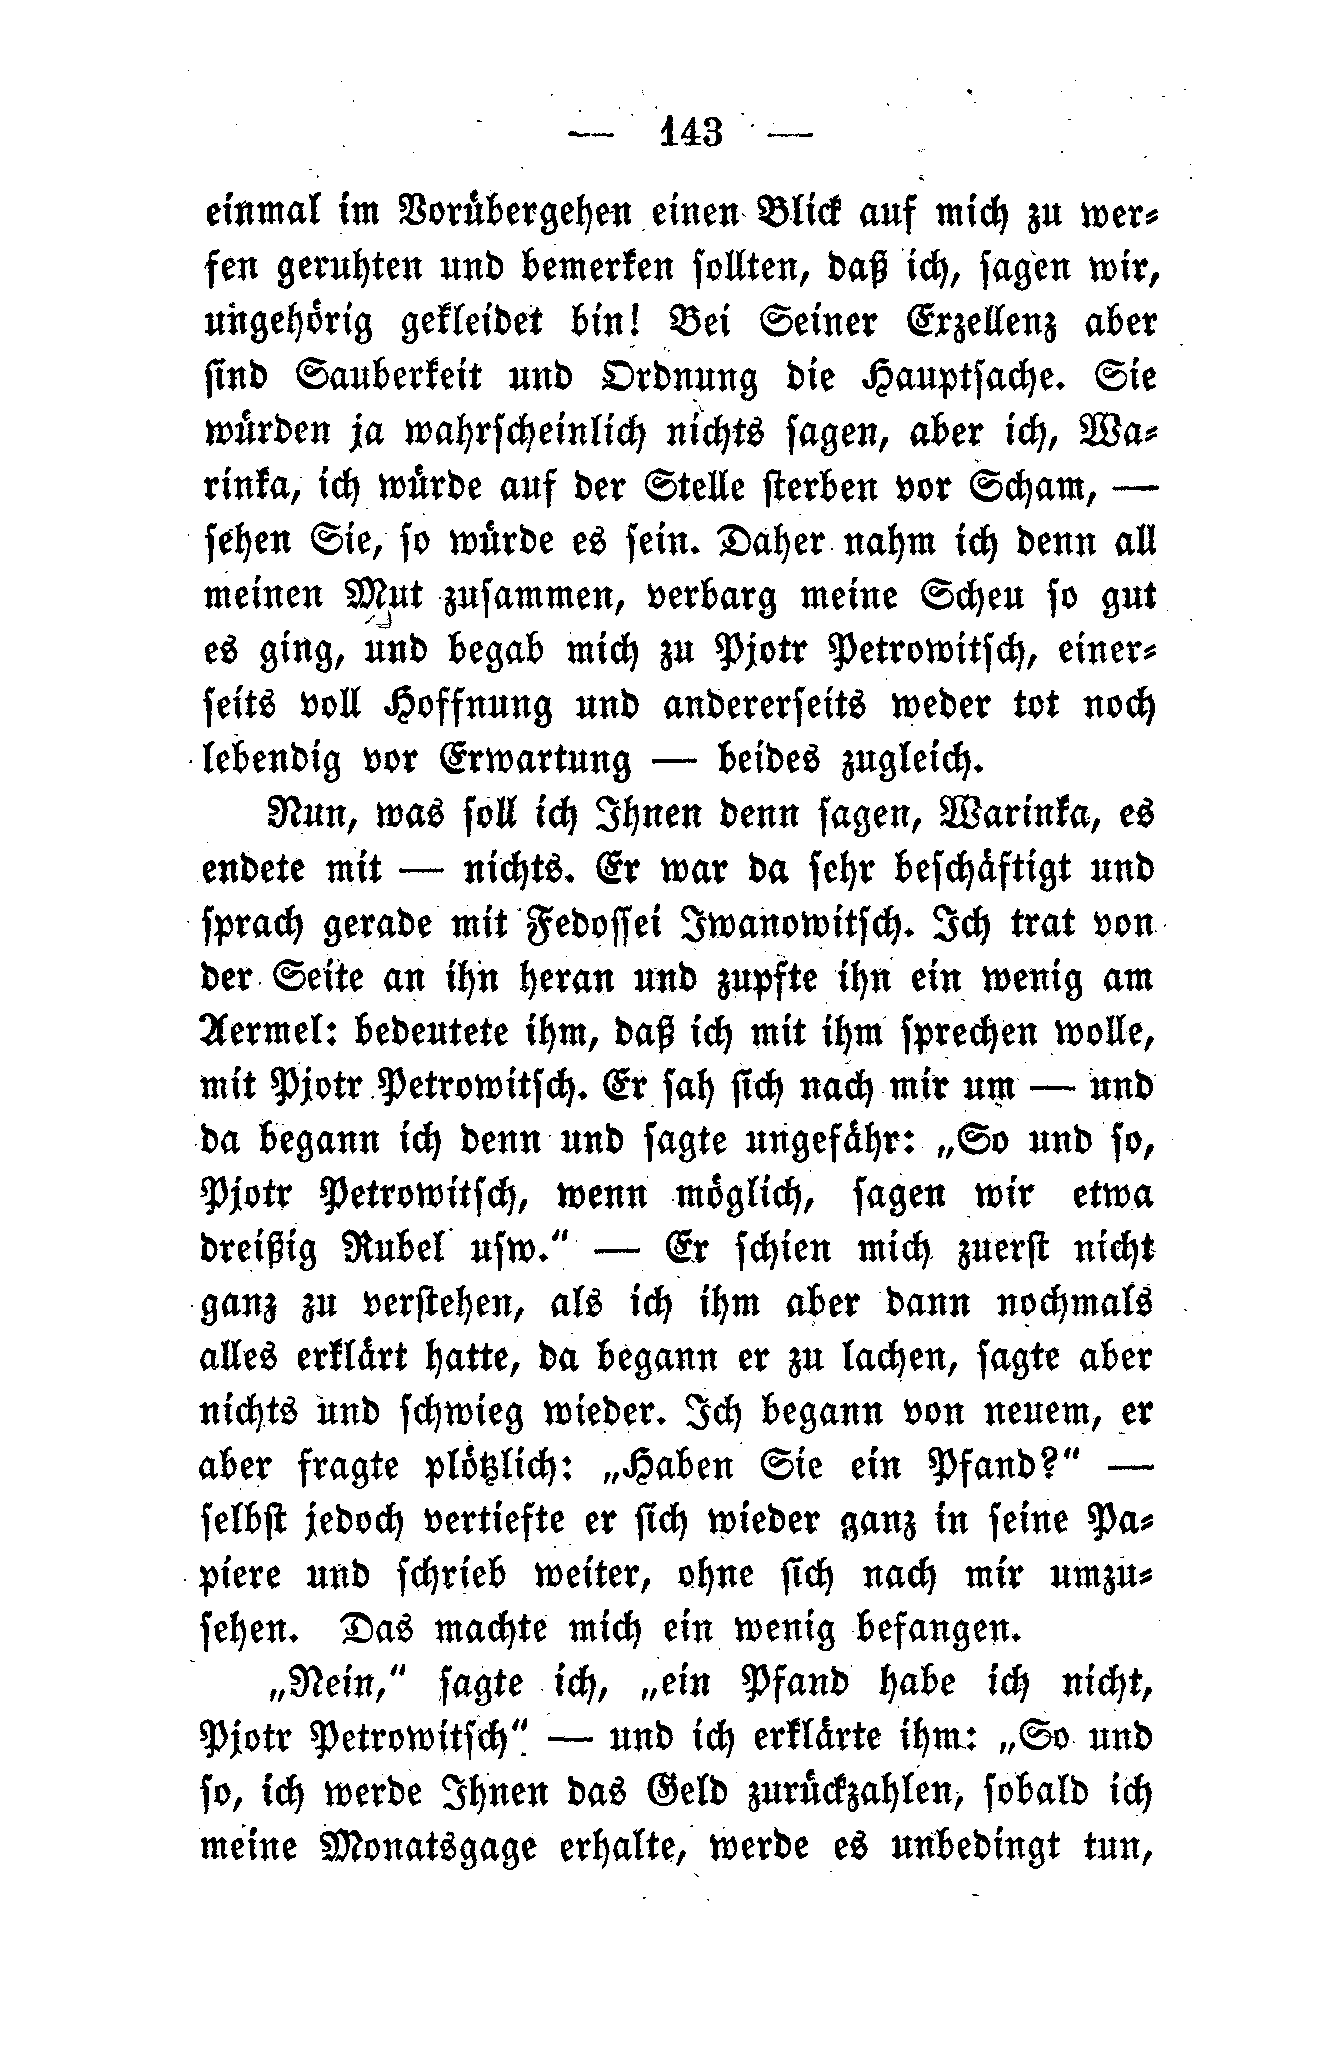 — 143 —
einmal im Vorübergehen einen Blick auf mich zu wer-
fen geruhten und bemerken sollten, daß ich, sagen wir,
ungehörig gekleidet bin! Bei Seiner Exzellenz aber
sind Sauberkeit und Ordnung die Hauptsache. Sie
würden ja wahrscheinlich nichts sagen, aber ich, Wa-
rinka, ich würde auf der Stelle sterben vor Scham, —
sehen Sie, so würde es sein. Daher nahm ich denn all
meinen Mut zusammen, verbarg meine Scheu so gut
es ging, und begab mich zu Pjotr Petrowitsch, einer-
seits voll Hoffnung und andererseits weder tot noch
lebendig vor Erwartung — beides zugleich.
Nun, was soll ich Ihnen denn sagen, Warinka, es
endete mit — nichts. Er war da sehr beschäftigt und
sprach gerade mit Fedossei Iwanowitsch. Ich trat von
der Seite an ihn heran und zupfte ihn ein wenig am
Aermel: bedeutete ihm, daß ich mit ihm sprechen wolle,
mit Pjotr Petrowitsch. Er sah sich nach mir um — und
da begann ich denn und sagte ungefähr: „So und so,
Pjotr Petrowitsch, wenn möglich, sagen wir etwa
dreißig Rubel usw.“ — Er schien mich zuerst nicht
ganz zu verstehen, als ich ihm aber dann nochmals
alles erklärt hatte, da begann er zu lachen, sagte aber
nichts und schwieg wieder. Ich begann von neuem, er
aber fragte plötzlich: „Haben Sie ein Pfand?“ —
selbst jedoch vertiefte er sich wieder ganz in seine Pa-
piere und schrieb weiter, ohne sich nach mir umzu-
sehen. Das machte mich ein wenig befangen.
„Nein,“ sagte ich, „ein Pfand habe ich nicht,
Pjotr Petrowitsch“ — und ich erklärte ihm: „So und
so, ich werde Ihnen das Geld zurückzahlen, sobald ich
meine Monatsgage erhalte, werde es unbedingt tun,